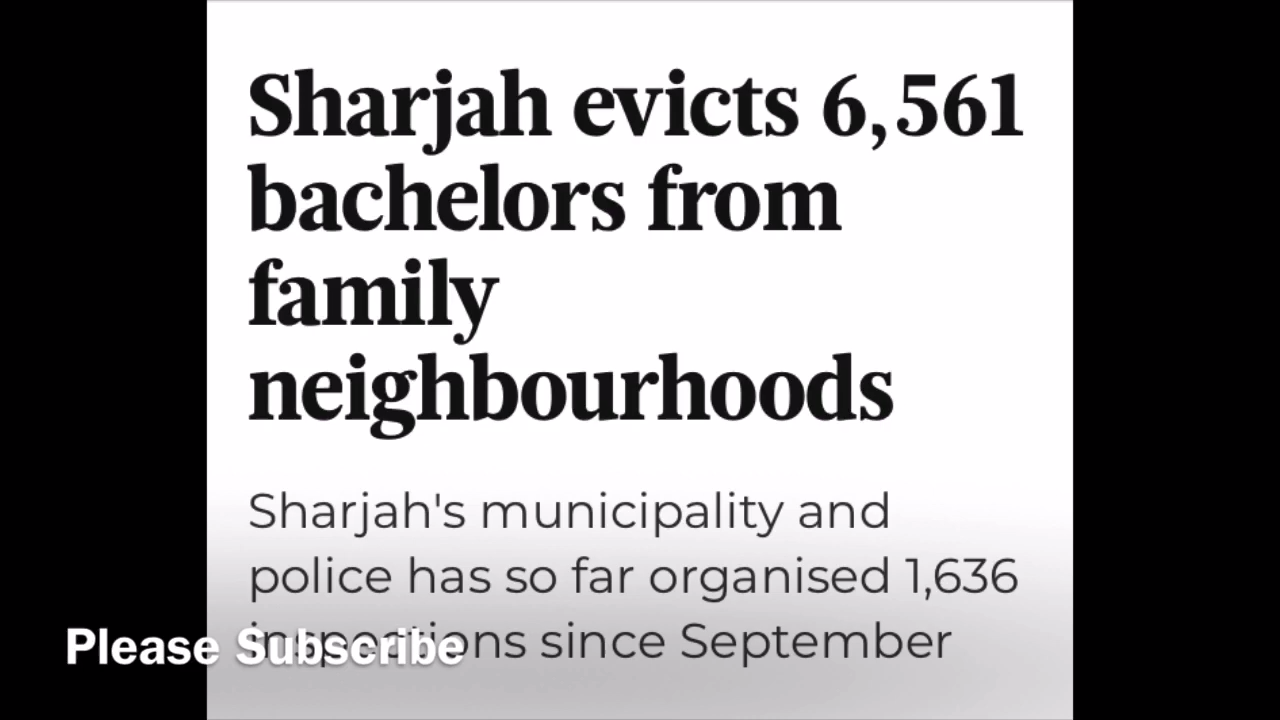 Sharjah evicts 6,561
bachelors from
family
neighbourhoods
Sharjah's municipality and
police has so far organised 1,636
inspections since September
Please Subscribe